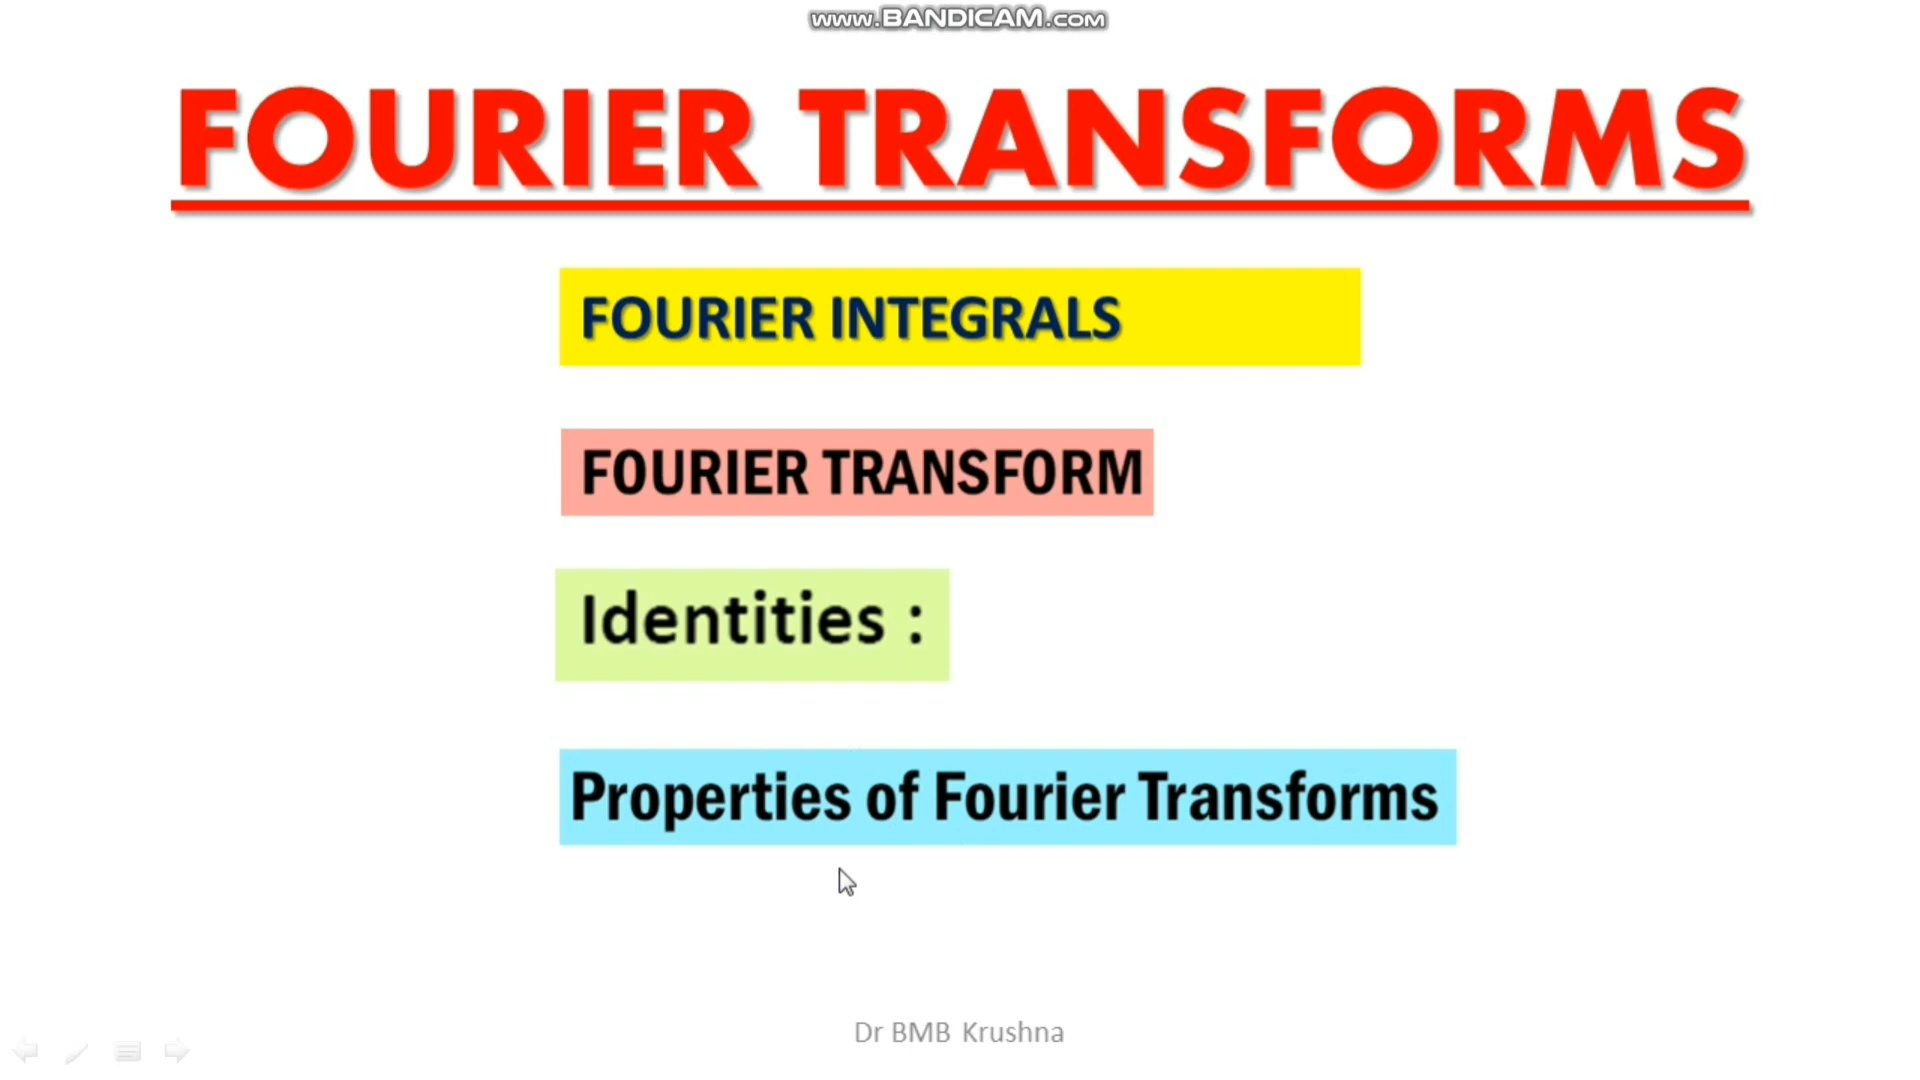 www.BANDICAM.com
FOURIER TRANSFORMS
FOURIER INTEGRALS
FOURIER TRANSFORM
Identities :
Properties of Fourier Transforms
Dr BMB Krushna